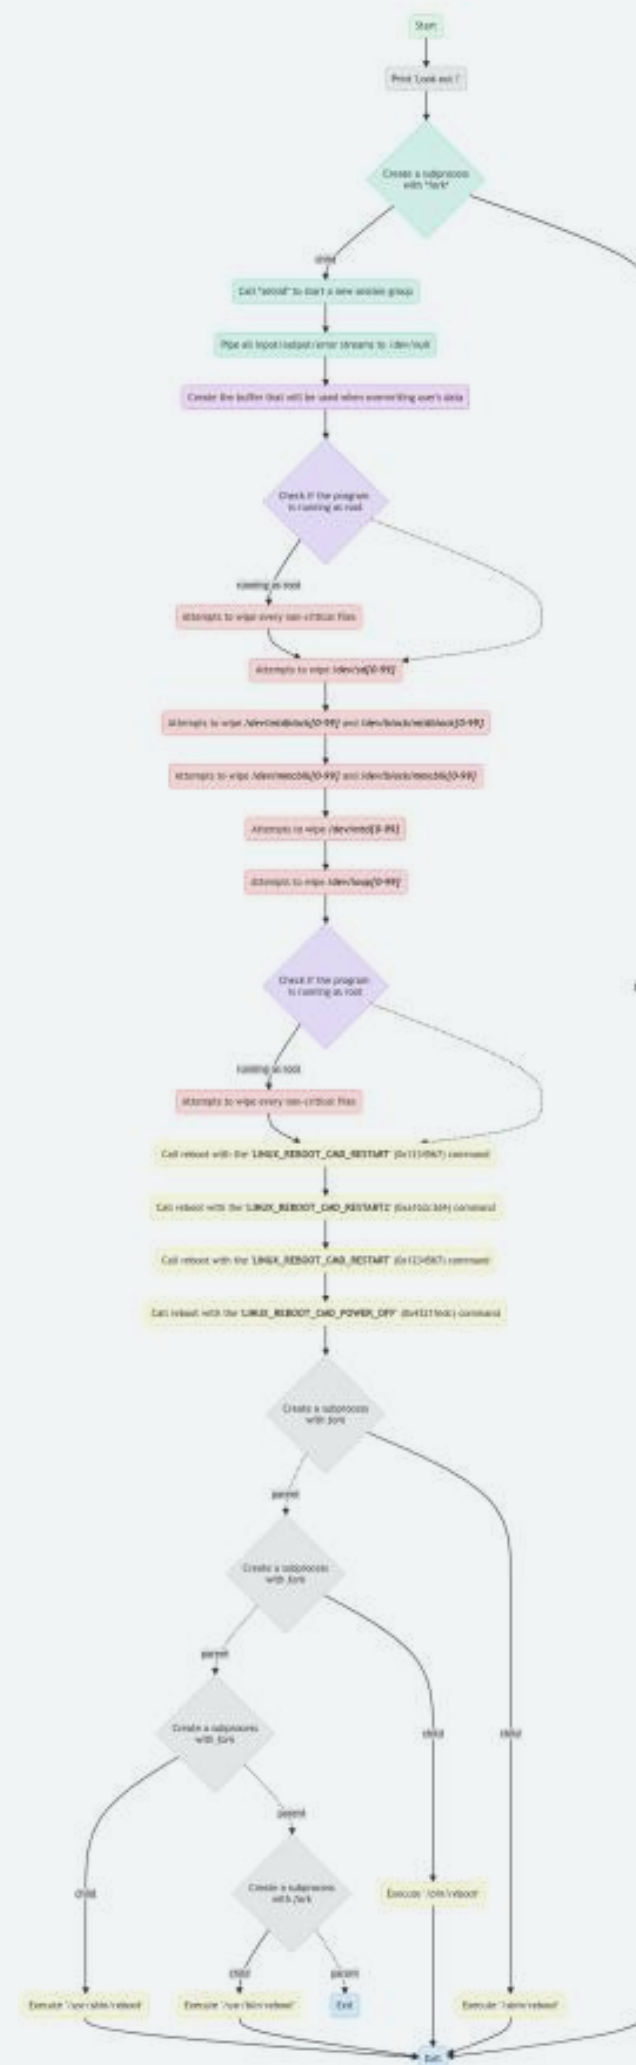 Start
Print 'Look out !'
Create a subprocess
with "fork"
child
Call "setsid" to start a new session group
Pipe all input/output/error streams to /dev/null
Create the buffer that will be used when overwriting user's data
Check if the program
is running as root
running as root
Attempts to wipe every non-critical files
Attempts to wipe /dev/sd[0-99]
Attempts to wipe /dev/mtdblock[0-99] and /dev/block/mtdblock[0-99]
Attempts to wipe /dev/mmcblk[0-99] and /dev/block/mmcblk[0-99]
Attempts to wipe /dev/mtd[0-99]
Attempts to wipe /dev/loop[0-99]
Check if the program
is running as root
running as root
Attempts to wipe every non-critical files
Call reboot with the 'LINUX_REBOOT_CMD_RESTART' (0x1234567) command
Call reboot with the 'LINUX_REBOOT_CMD_RESTART2' command
Call reboot with the 'LINUX_REBOOT_CMD_RESTART' (0x1234567) command
Call reboot with the 'LINUX_REBOOT_CMD_POWER_OFF' (0x4321fedc) command
Create a subprocess
with fork
parent
Create a subprocess
with fork
parent
Create a subprocess
with fork
child
child
parent
Create a subprocess
with fork
Execute '/bin/reboot'
child
child
parent
Execute '/usr/sbin/reboot'
Execute '/usr/bin/reboot'
Exit
Execute '/sbin/reboot'
Exit